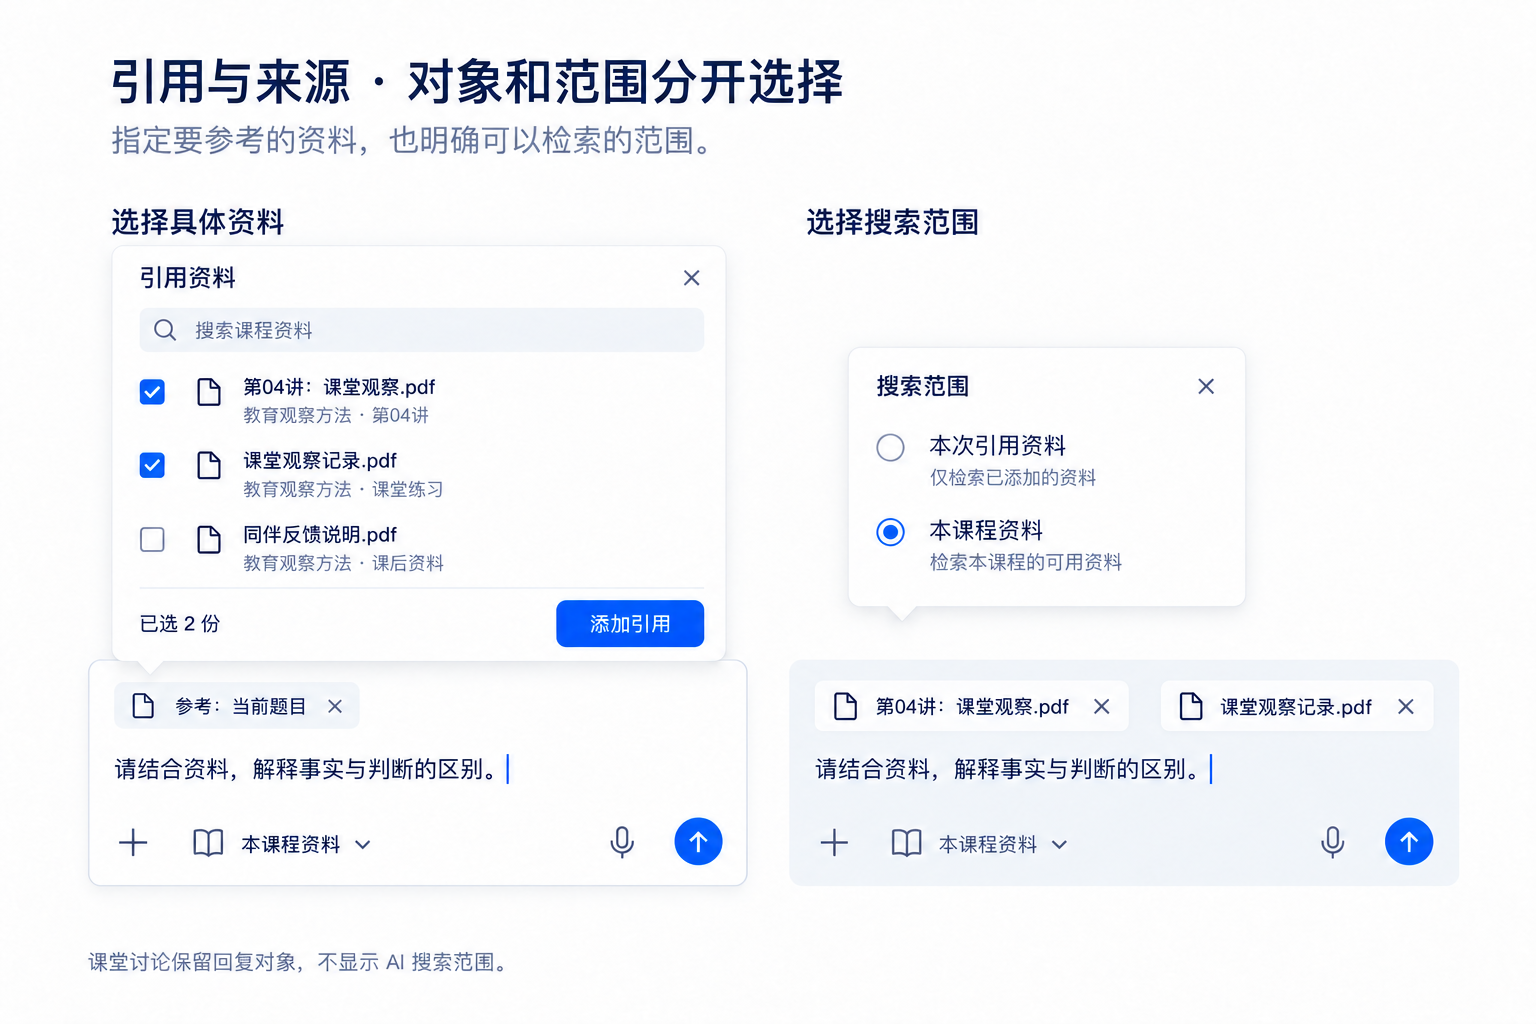 引用与来源 · 对象和范围分开选择
指定要参考的资料，也明确可以检索的范围。
选择具体资料
引用资料
搜索课程资料
第04讲：课堂观察.pdf
教育观察方法 · 第04讲
课堂观察记录.pdf
教育观察方法 · 课堂练习
同伴反馈说明.pdf
教育观察方法 · 课后资料
已选 2 份
添加引用
参考：当前题目
请结合资料，解释事实与判断的区别。
本课程资料
选择搜索范围
搜索范围
本次引用资料
仅检索已添加的资料
本课程资料
检索本课程的可用资料
第04讲：课堂观察.pdf
课堂观察记录.pdf
请结合资料，解释事实与判断的区别。
本课程资料
课堂讨论保留回复对象，不显示 AI 搜索范围。